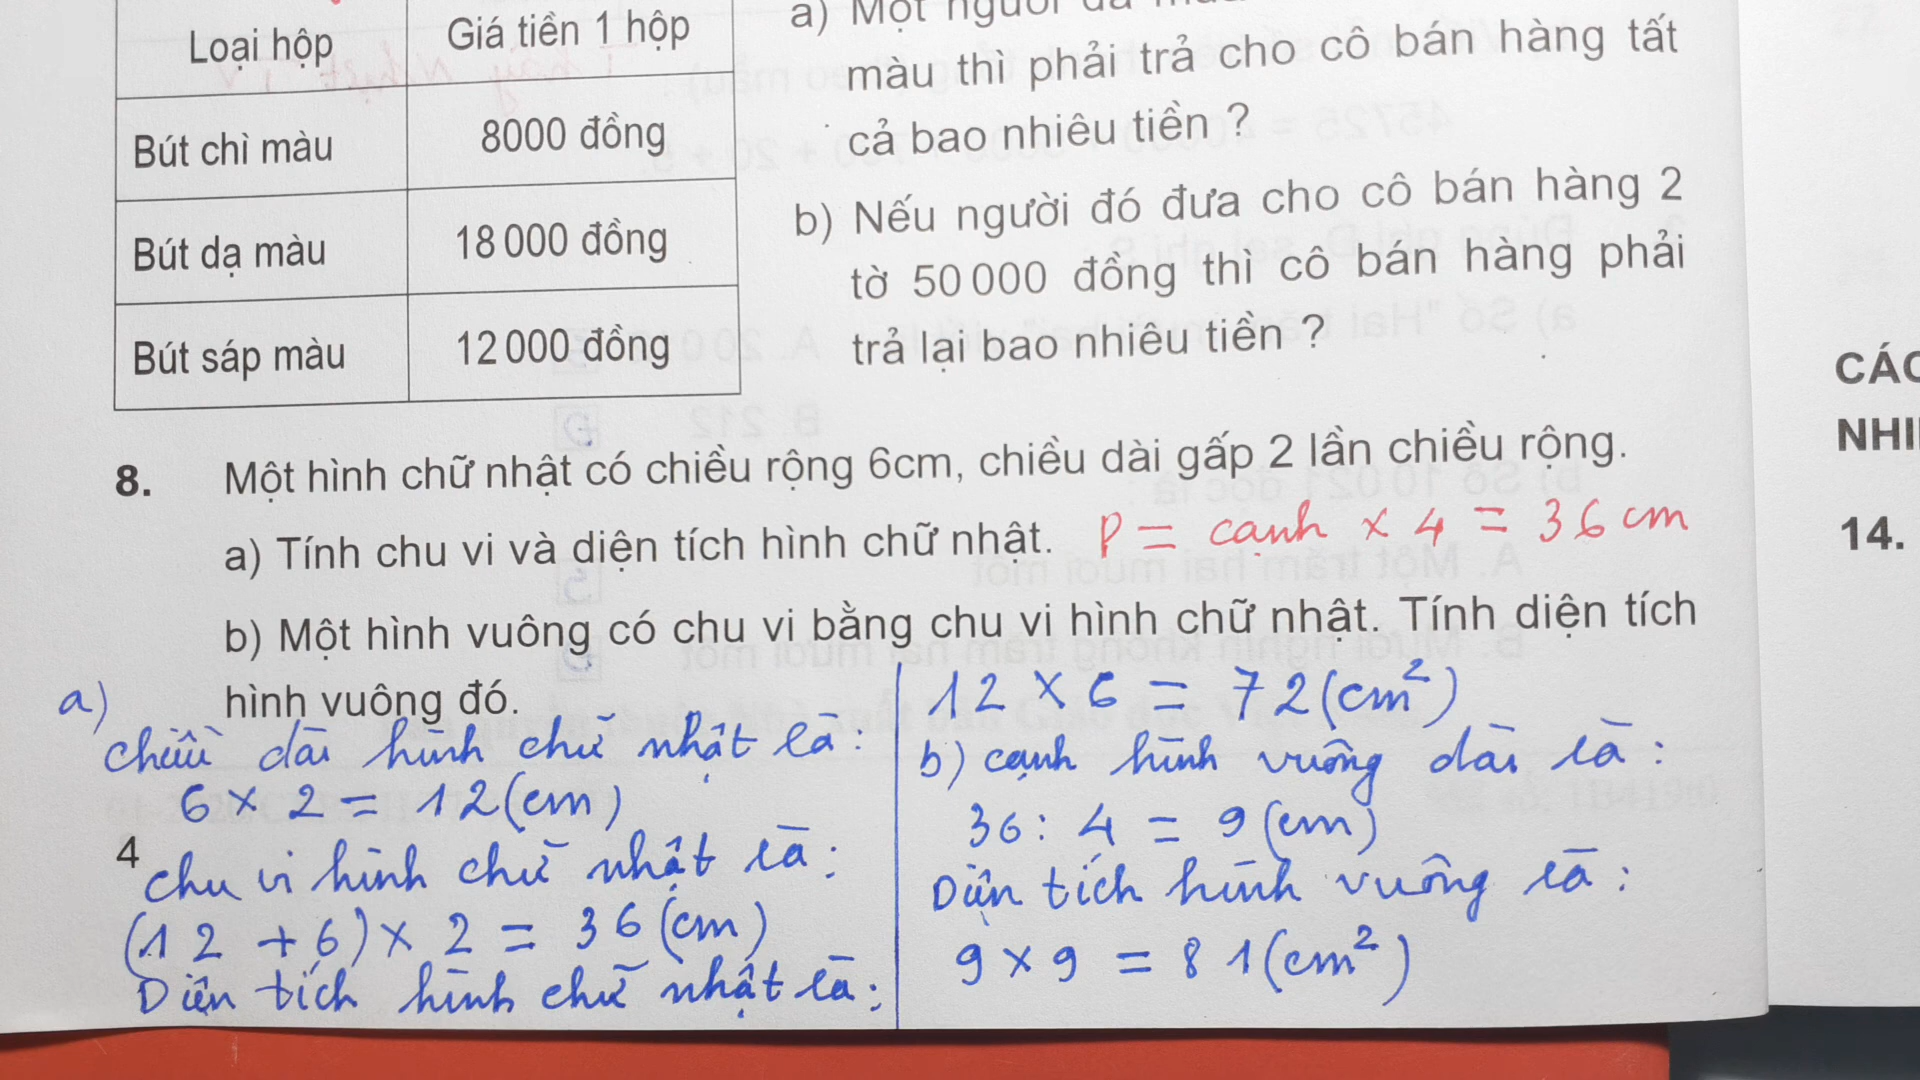 Loại hộp
Giá tiền 1 hộp
Bút chì màu
8000 đồng
Bút dạ màu
18 000 đồng
Bút sáp màu
12 000 đồng
a) Một người đã
màu thì phải trả cho cô bán hàng tất
cả bao nhiêu tiền ?
b) Nếu người đó đưa cho cô bán hàng 2
tờ 50 000 đồng thì cô bán hàng phải
trả lại bao nhiêu tiền ?
8. Một hình chữ nhật có chiều rộng 6cm, chiều dài gấp 2 lần chiều rộng.
a) Tính chu vi và diện tích hình chữ nhật.
P = cạnh x 4 = 36 cm
b) Một hình vuông có chu vi bằng chu vi hình chữ nhật. Tính diện tích
hình vuông đó.
a)
chiều dài hình chữ nhật là:
6 x 2 = 12 (cm)
chu vi hình chữ nhật là:
(12 + 6) x 2 = 36 (cm)
Diện tích hình chữ nhật là:
12 x 6 = 72 (cm²)
b) cạnh hình vuông dài là:
36 : 4 = 9 (cm)
Diện tích hình vuông là:
9 x 9 = 81 (cm²)
4
CÁC
NHI
14.